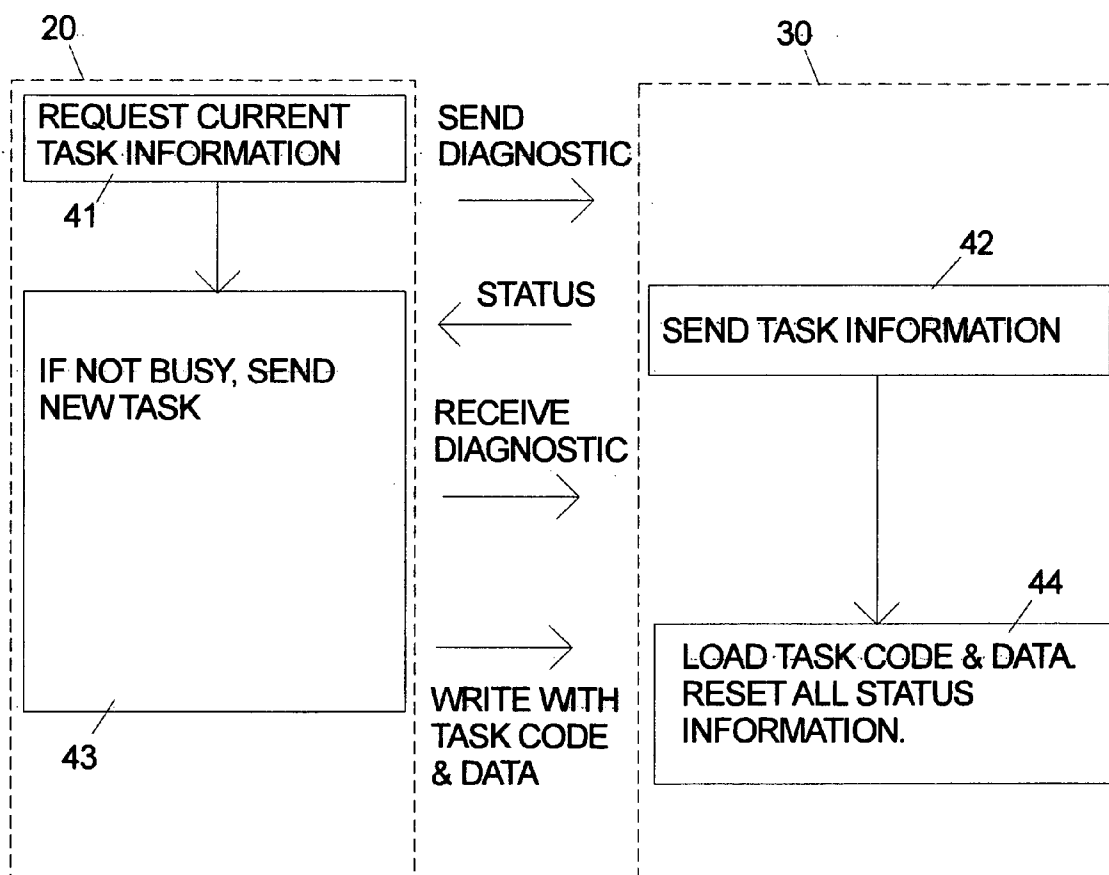 20
30
REQUEST CURRENT
TASK INFORMATION
41
SEND
DIAGNOSTIC
42
STATUS
SEND TASK INFORMATION
IF NOT BUSY, SEND
NEW TASK
RECEIVE
DIAGNOSTIC
44
LOAD TASK CODE & DATA.
RESET ALL STATUS
INFORMATION.
43
WRITE WITH
TASK CODE
& DATA